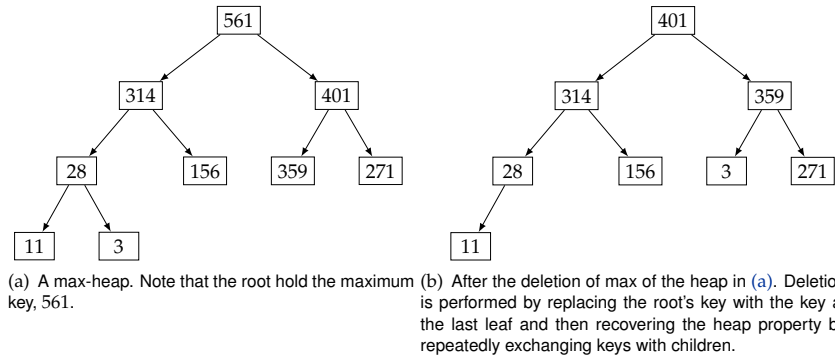 561
314 401
28 156 359 271
11 3
(a) A max-heap. Note that the root hold the maximum
key, 561.
401
314 359
28 156 3 271
11
(b) After the deletion of max of the heap in (a).
is performed by replacing the root's key with the key
the last leaf and then recovering the heap property
repeatedly exchanging keys with children.